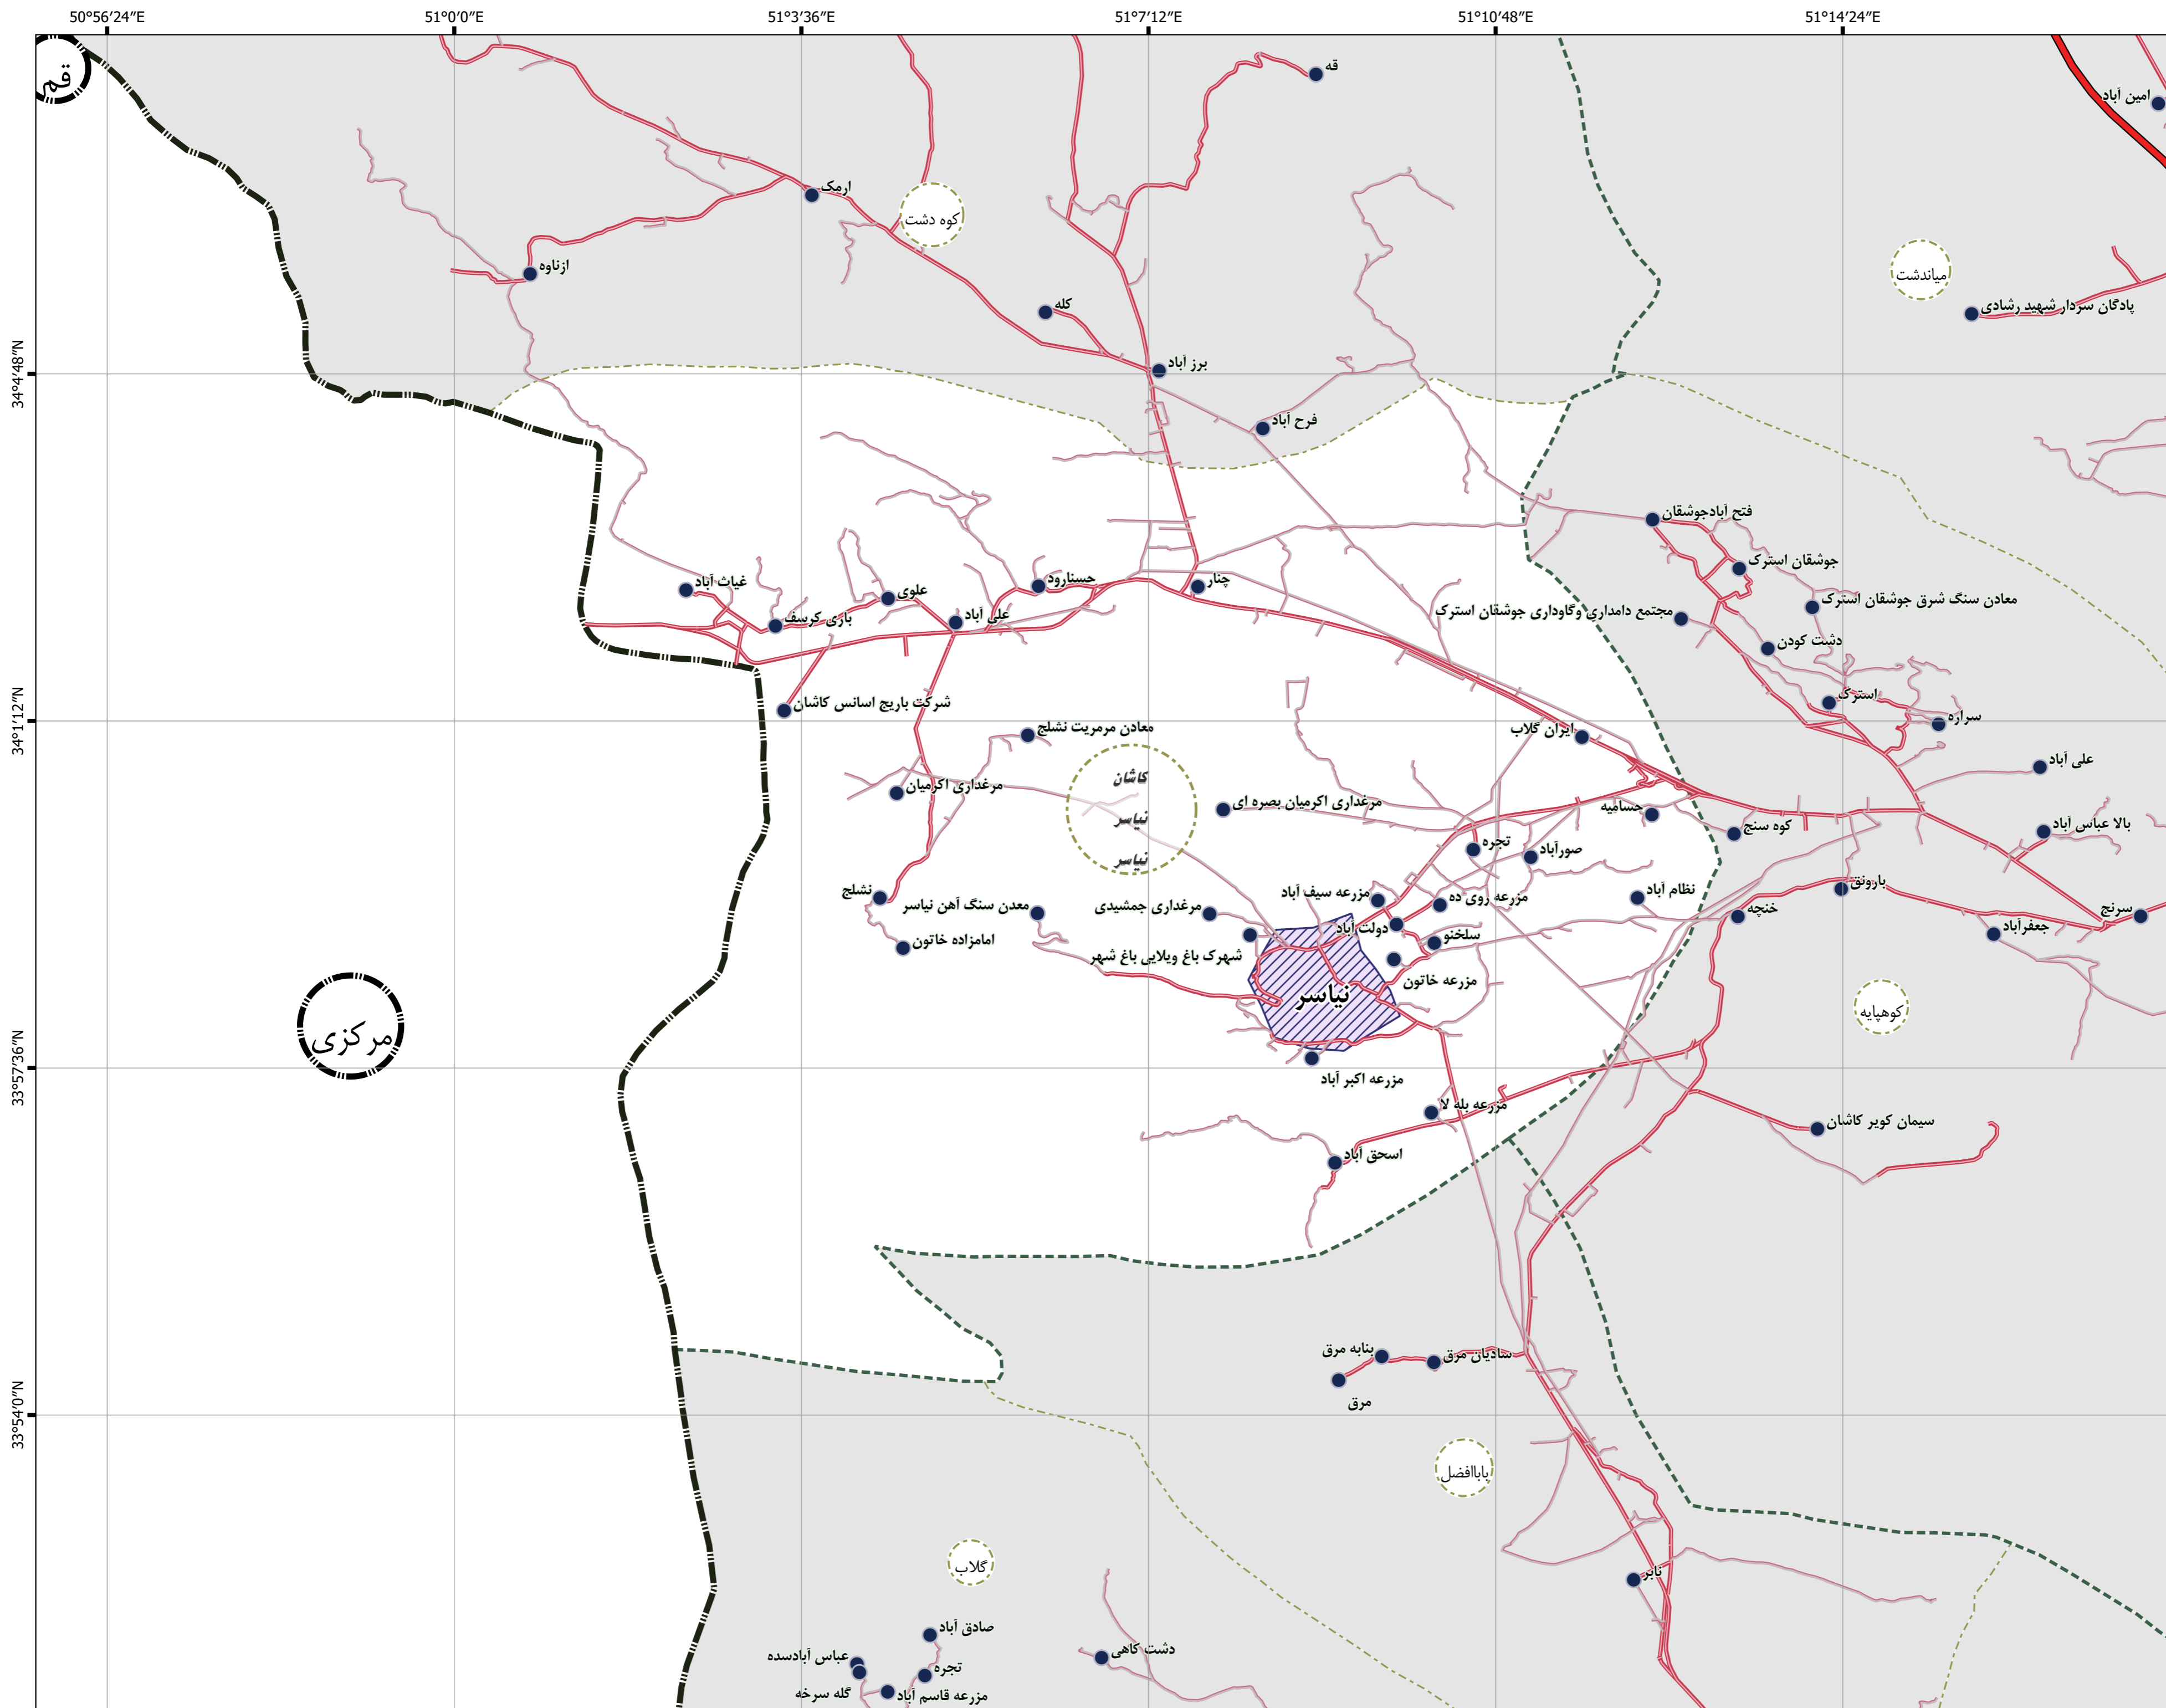 50°56'24"E
51°0'0"E
51°3'36"E
51°7'12"E
51°10'48"E
51°14'24"E
34°4'48"N
34°1'12"N
33°57'36"N
33°54'0"N
قم
قه
امین آباد
ارمک
کوه دشت
ازناوه
میاندشت
پادگان سردار شهید رشادی
کله
برز آباد
فرح آباد
فتح آبادجوشقان
جوشقان استرک
غیاث آباد
حسنارود
چنار
علوی
معادن سنگ شرق جوشقان استرک
مجتمع دامداری وگاوداری جوشقان استرک
باری کرسف
علی آباد
دشت کودن
استرک
شرکت باریج اسانس کاشان
سراره
معادن مرمریت نشلج
ایران گلاب
علی آباد
کاشان
نیاسر
نیاسر
مرغداری اکرمیان
مرغداری اکرمیان بصره ای
حسامیه
کوه سنج
بالا عباس آباد
تجره
صورآباد
نشلج
معدن سنگ آهن نیاسر
مرغداری جمشیدی
مزرعه سیف آباد
مزرعه روی ده
نظام آباد
بارونق
خنچه
سرنج
جعفرآباد
امامزاده خاتون
دولت آباد
سلخنو
شهرک باغ ویلایی باغ شهر
مزرعه خاتون
نیاسر
کوهپایه
مرکزی
مزرعه اکبر آباد
مزرعه بله لا
سیمان کویر کاشان
اسحق آباد
بنابه مرق
سادیان مرق
مرق
باباافضل
گلاب
نابر
صادق آباد
دشت کاهی
عباس آبادسده
تجره
گله سرخه
مزرعه قاسم آباد